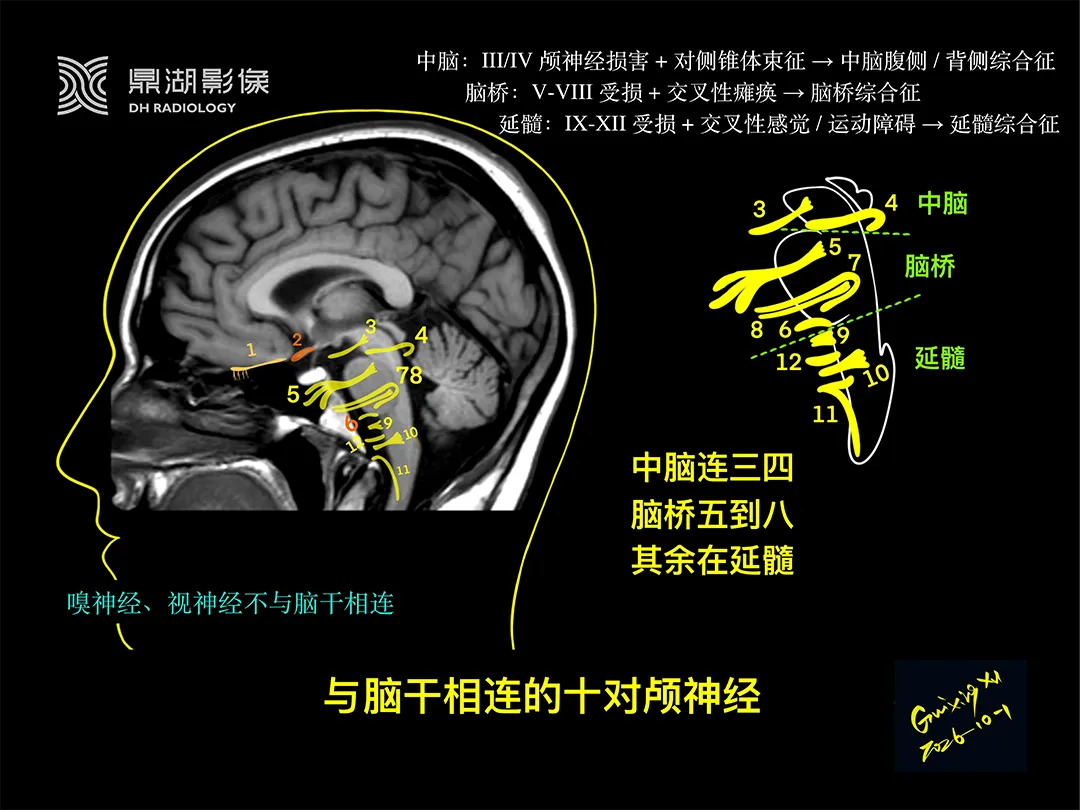 鼎湖影像
DH RADIOLOGY
中脑：III/IV 颅神经损害 + 对侧锥体束征 → 中脑腹侧 / 背侧综合征
脑桥：V-VIII 受损 + 交叉性瘫痪 → 脑桥综合征
延髓：IX-XII 受损 + 交叉性感觉 / 运动障碍 → 延髓综合征
3
4
中脑
5
7
脑桥
8
6
9
12
10
延髓
11
1
2
3
4
5
78
6
9
12
10
11
中脑连三四
脑桥五到八
其余在延髓
嗅神经、视神经不与脑干相连
与脑干相连的十对颅神经
Guixing Xu
2026-10-1